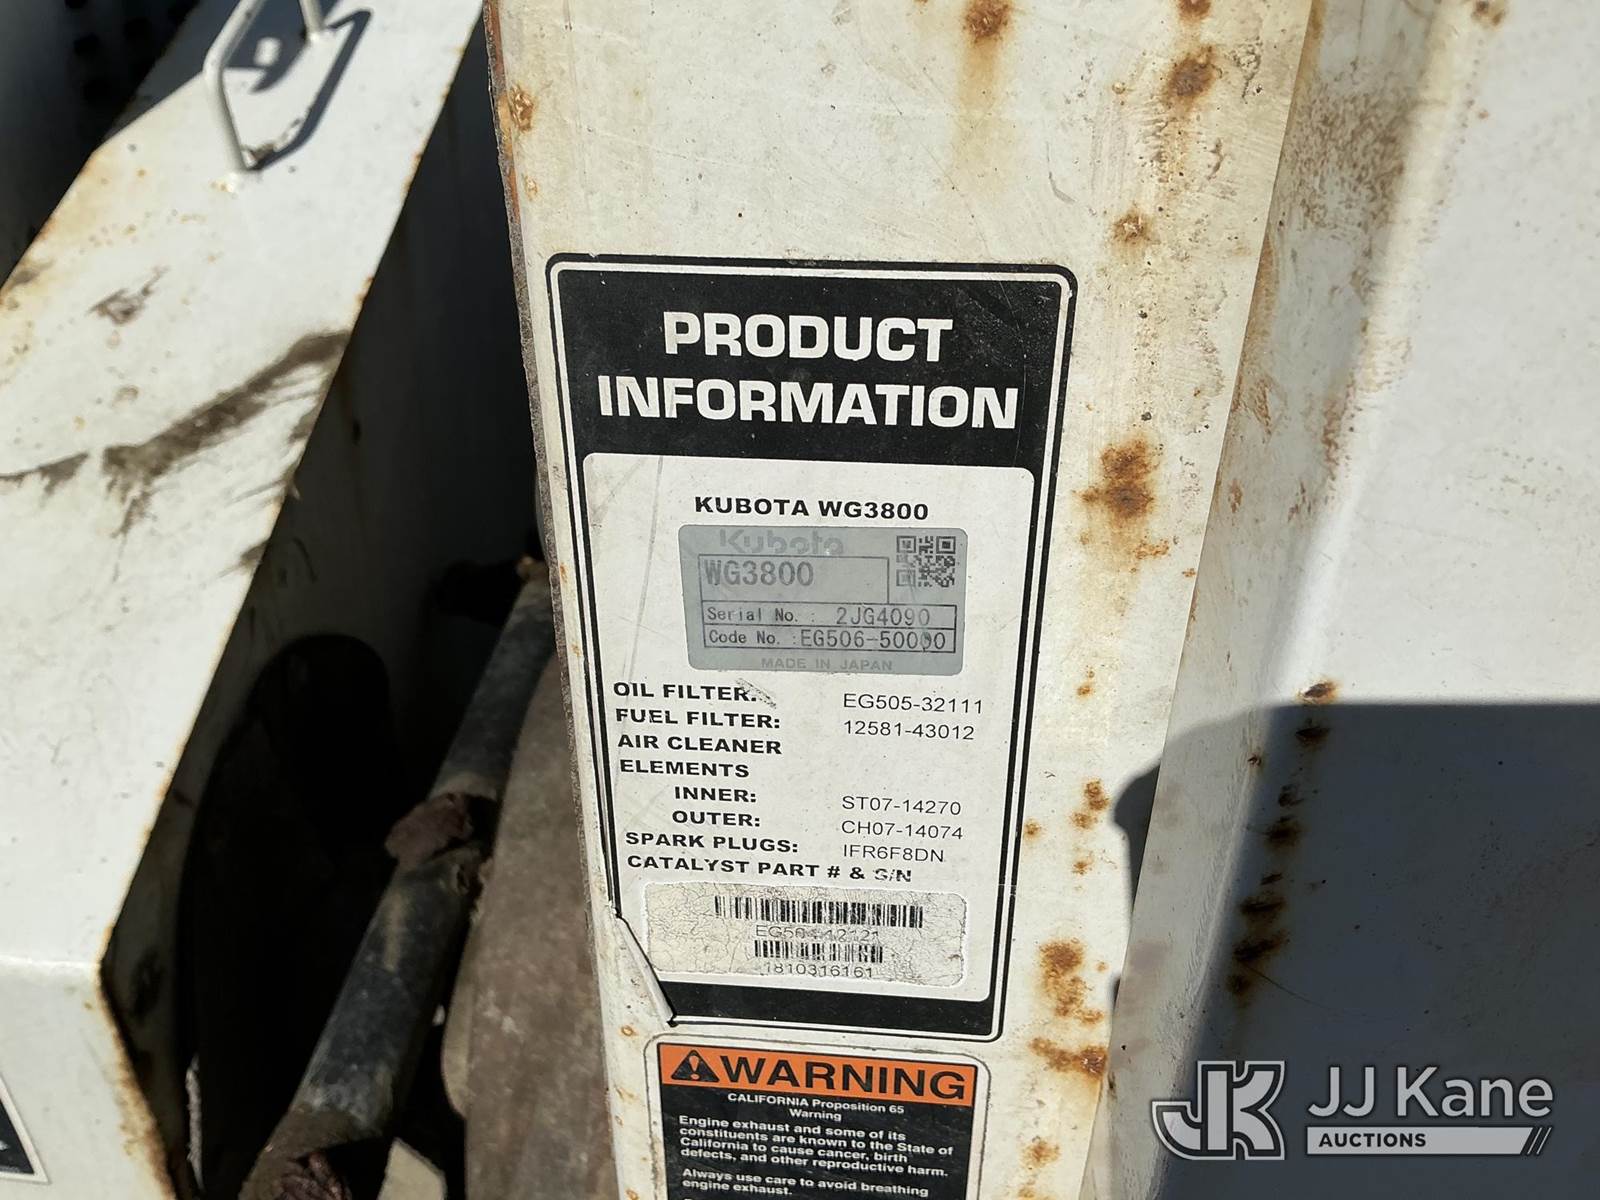 PRODUCT
INFORMATION
KUBOTA WG3800
Kubota
WG3800
Serial No. : 2JG4090
Code No. :EG506-50000
MADE IN JAPAN
OIL FILTER: EG505-32111
FUEL FILTER: 12581-43012
AIR CLEANER
ELEMENTS
INNER: ST07-14270
OUTER: CH07-14074
SPARK PLUGS: IFR6F8DN
CATALYST PART # & S/N
EG504-12121
1810316161
WARNING
CALIFORNIA Proposition 65
Warning
Engine exhaust and some of its
constituents are known to the State of
California to cause cancer, birth
defects, and other reproductive harm.
Always use care to avoid breathing
engine exhaust.
JK JJ Kane
AUCTIONS